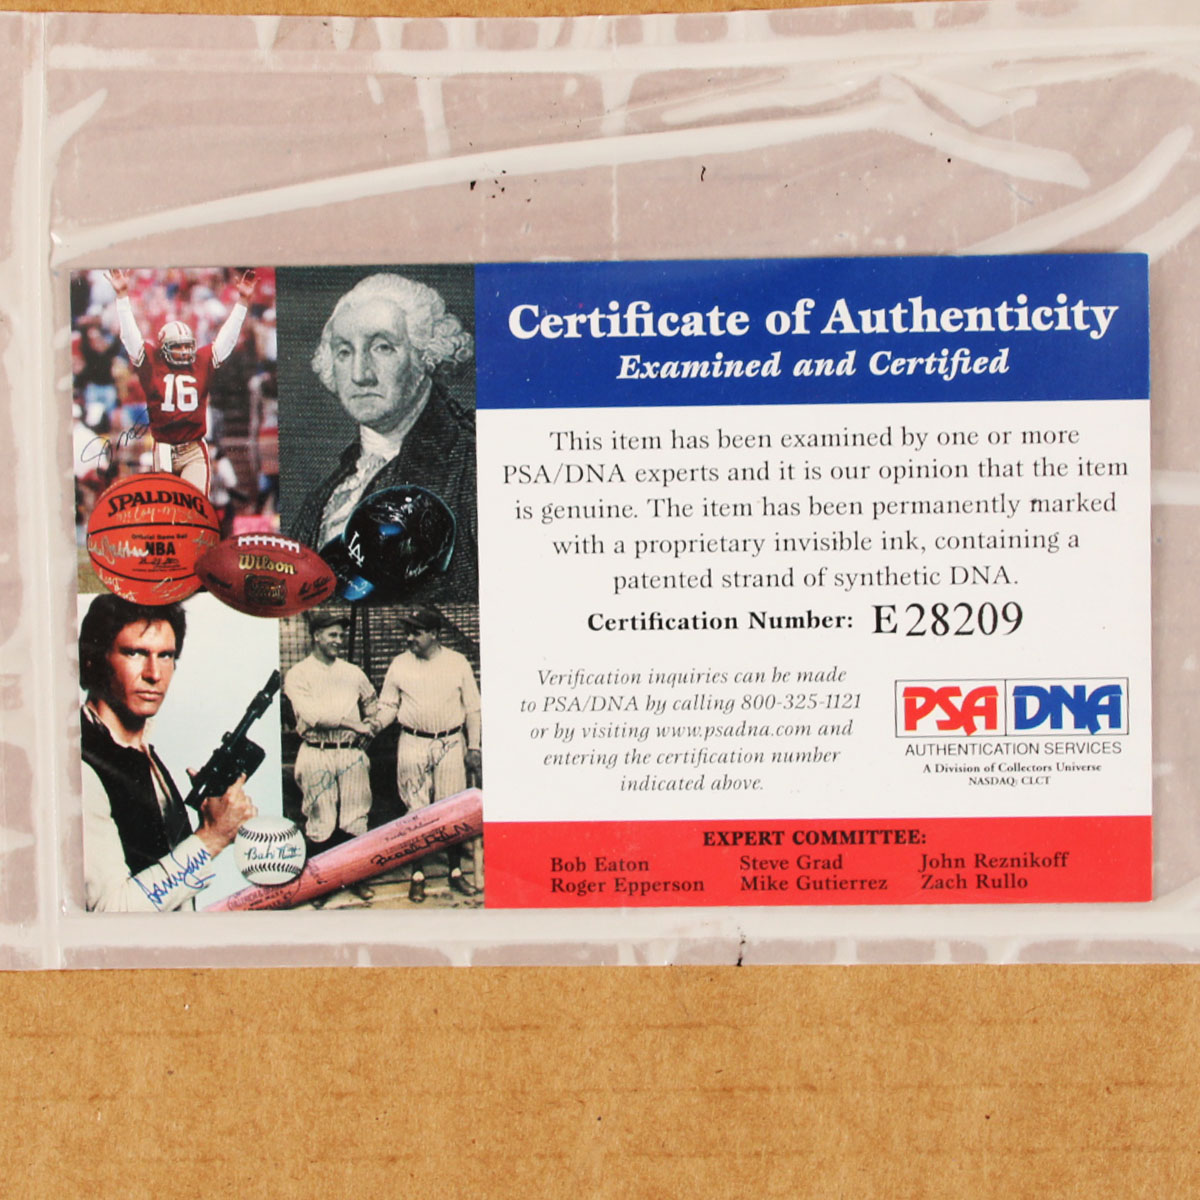 Certificate of Authenticity
Examined and Certified
This item has been examined by one or more
PSA/DNA experts and it is our opinion that the item
is genuine. The item has been permanently marked
with a proprietary invisible ink, containing a
patented strand of synthetic DNA.
Certification Number: E28209
Verification inquiries can be made
to PSA/DNA by calling 800-325-1121
or by visiting www.psadna.com and
entering the certification number
indicated above.
PSA DNA
AUTHENTICATION SERVICES
A Division of Collectors Universe
NASDAQ: CLCT
EXPERT COMMITTEE:
Bob Eaton Steve Grad John Reznikoff
Roger Epperson Mike Gutierrez Zach Rullo
16
SPALDING
NBA
Wilson
LA
Babe Ruth